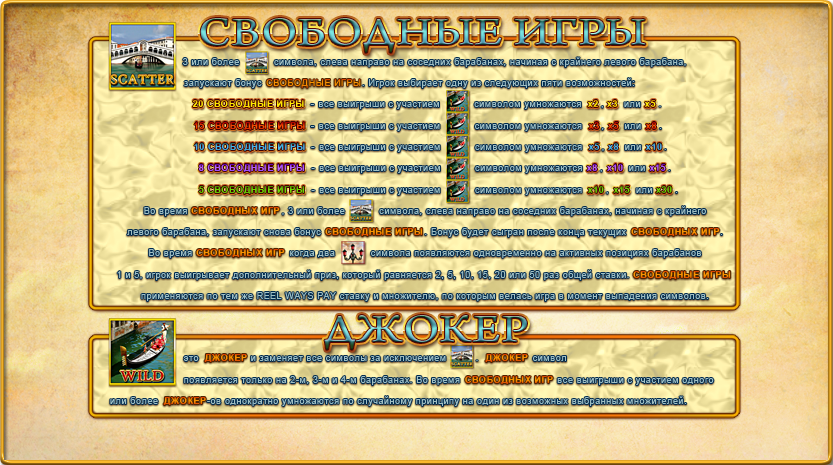 СВОБОДНЫЕ ИГРЫ
SCATTER
3 или более SCATTER символа, слева направо на соседних барабанах, начиная с крайнего левого барабана,
запускают бонус СВОБОДНЫЕ ИГРЫ. Игрок выбирает одну из следующих пяти возможностей:
20 СВОБОДНЫЕ ИГРЫ - все выигрыши с участием WILD символом умножаются x2, x3 или x5.
15 СВОБОДНЫЕ ИГРЫ - все выигрыши с участием WILD символом умножаются x3, x5 или x8.
10 СВОБОДНЫЕ ИГРЫ - все выигрыши с участием WILD символом умножаются x5, x8 или x10.
8 СВОБОДНЫЕ ИГРЫ - все выигрыши с участием WILD символом умножаются x8, x10 или x15.
5 СВОБОДНЫЕ ИГРЫ - все выигрыши с участием WILD символом умножаются x10, x15 или x30.
Во время СВОБОДНЫХ ИГР, 3 или более SCATTER символа, слева направо на соседних барабанах, начиная с крайнего
левого барабана, запускают снова бонус СВОБОДНЫЕ ИГРЫ. Бонус будет сыгран после конца текущих СВОБОДНЫХ ИГР.
Во время СВОБОДНЫХ ИГР когда два символа появляются одновременно на активных позициях барабанов
1 и 5, игрок выигрывает дополнительный приз, который равняется 2, 5, 10, 15, 20 или 50 раз общей ставки. СВОБОДНЫЕ ИГРЫ
применяются по тем же REEL WAYS PAY ставку и множителю, по которым велась игра в момент выпадения символов.
ДЖОКЕР
WILD
это ДЖОКЕР и заменяет все символы за исключением SCATTER. ДЖОКЕР символ
появляется только на 2-м, 3-м и 4-м барабанах. Во время СВОБОДНЫХ ИГР все выигрыши с участием одного
или более ДЖОКЕР-ов однократно умножаются по случайному принципу на один из возможных выбранных множителей.